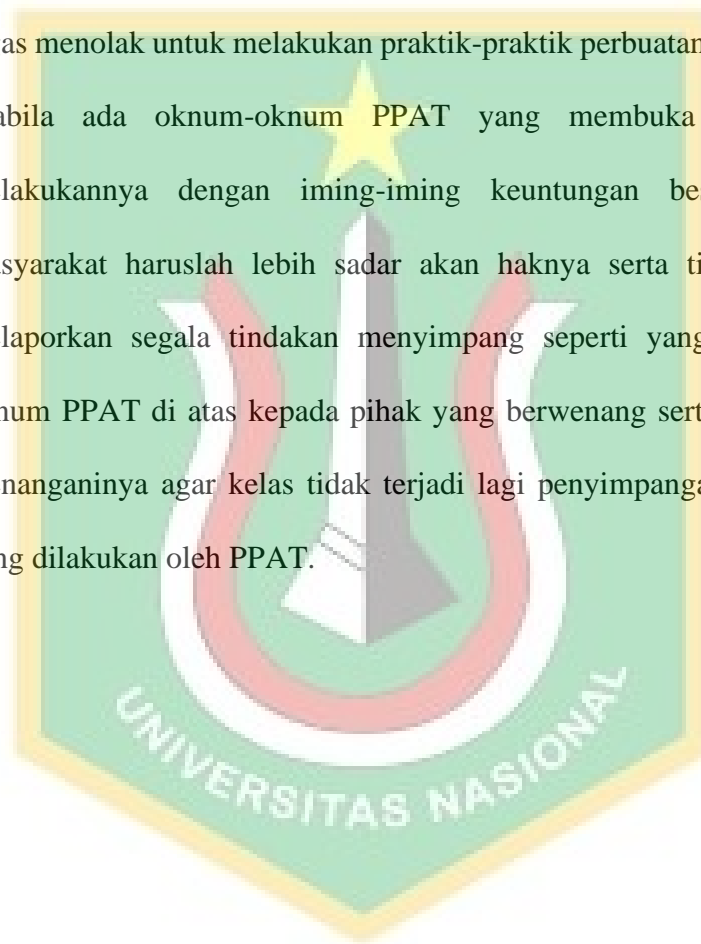 as menolak untuk melakukan praktik-praktik perbuatan
abila ada oknum-oknum PPAT yang membuka
lakukannya dengan iming-iming keuntungan be
syarakat haruslah lebih sadar akan haknya serta ti
laporkan segala tindakan menyimpang seperti yang
num PPAT di atas kepada pihak yang berwenang sert
nanganinya agar kelas tidak terjadi lagi penyimpanga
ng dilakukan oleh PPAT.
UNIVERSITAS NASIONAL